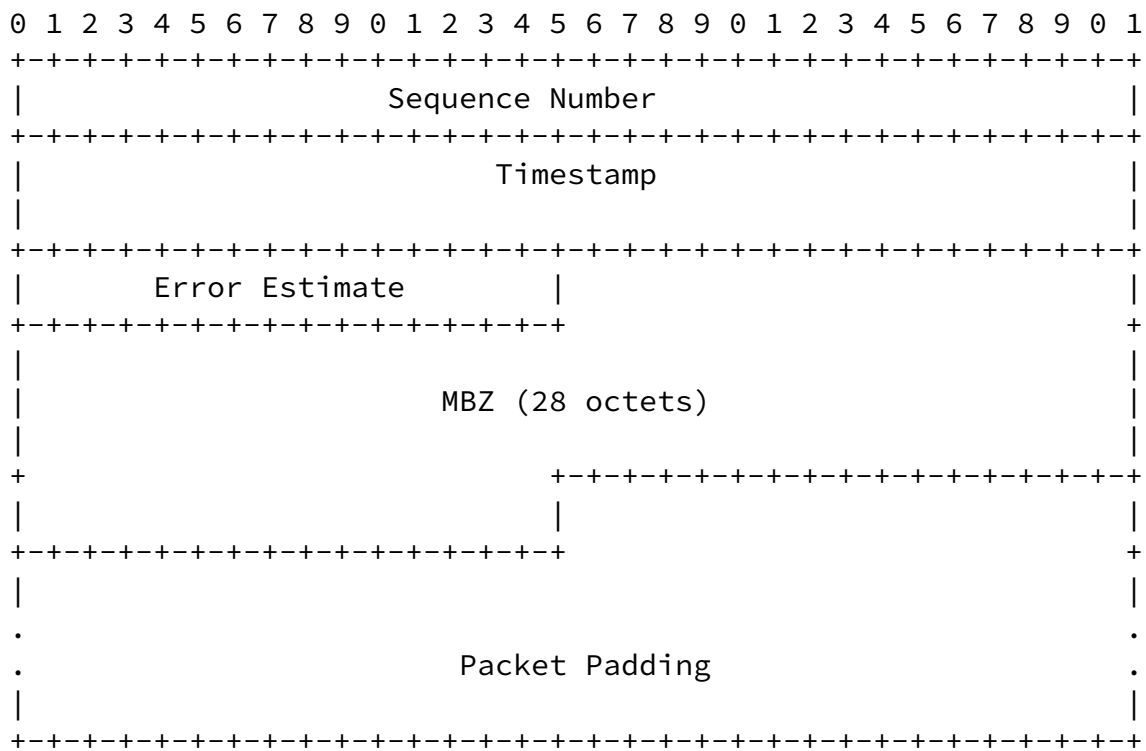 0 1 2 3 4 5 6 7 8 9 0 1 2 3 4 5 6 7 8 9 0 1 2 3 4 5 6 7 8 9 0 1
+-+-+-+-+-+-+-+-+-+-+-+-+-+-+-+-+-+-+-+-+-+-+-+-+-+-+-+-+-+-+-+
|                    Sequence Number                          |
+-+-+-+-+-+-+-+-+-+-+-+-+-+-+-+-+-+-+-+-+-+-+-+-+-+-+-+-+-+-+-+
|                          Timestamp                          |
|                                                             |
+-+-+-+-+-+-+-+-+-+-+-+-+-+-+-+-+-+-+-+-+-+-+-+-+-+-+-+-+-+-+-+
|       Error Estimate        |                               |
+-+-+-+-+-+-+-+-+-+-+-+-+-+-+-+                               +
|                                                             |
|                       MBZ (28 octets)                       |
|                                                             |
+                             +-+-+-+-+-+-+-+-+-+-+-+-+-+-+-+-+
|                             |                               |
+-+-+-+-+-+-+-+-+-+-+-+-+-+-+-+                               +
|                                                             |
.                                                             .
.                        Packet Padding                       .
|                                                             |
+-+-+-+-+-+-+-+-+-+-+-+-+-+-+-+-+-+-+-+-+-+-+-+-+-+-+-+-+-+-+-+